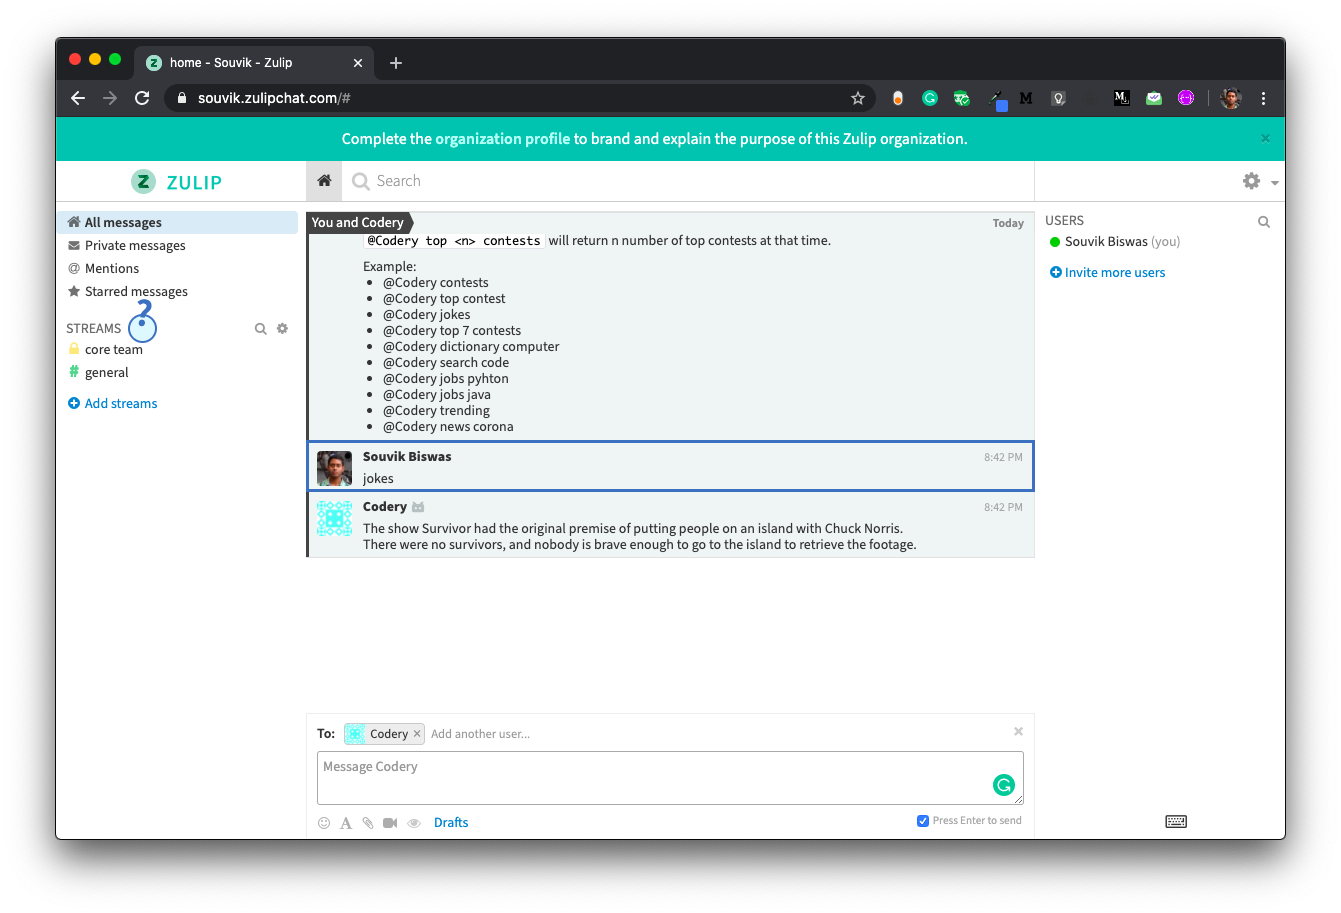 home - Souvik - Zulip
souvik.zulipchat.com/#
Complete the organization profile to brand and explain the purpose of this Zulip organization.
ZULIP
Search
All messages
Private messages
Mentions
Starred messages
STREAMS
core team
general
Add streams
You and Codery
Today
@Codery top <n> contests will return n number of top contests at that time.
Example:
@Codery contests
@Codery top contest
@Codery jokes
@Codery top 7 contests
@Codery dictionary computer
@Codery search code
@Codery jobs pyhton
@Codery jobs java
@Codery trending
@Codery news corona
Souvik Biswas
8:42 PM
jokes
Codery
8:42 PM
The show Survivor had the original premise of putting people on an island with Chuck Norris.
There were no survivors, and nobody is brave enough to go to the island to retrieve the footage.
To: Codery × Add another user...
Message Codery
Drafts
Press Enter to send
USERS
Souvik Biswas (you)
Invite more users